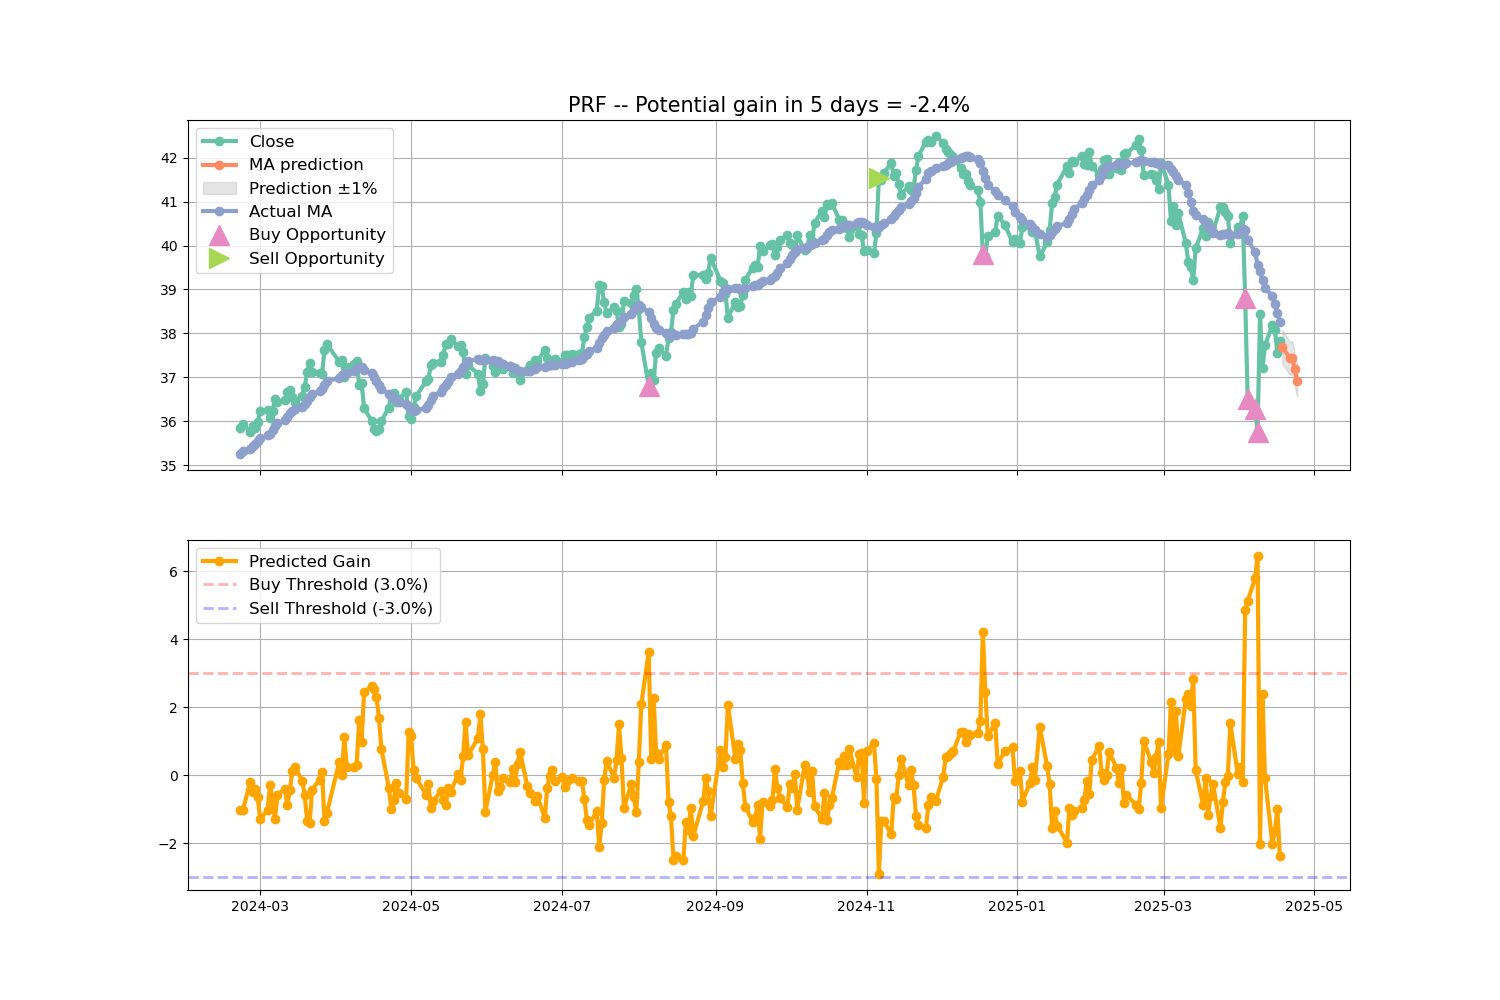 PRF -- Potential gain in 5 days = -2.4%
Close
MA prediction
Prediction ±1%
Actual MA
Buy Opportunity
Sell Opportunity
42
41
40
39
38
37
36
35
Predicted Gain
Buy Threshold (3.0%)
Sell Threshold (-3.0%)
6
4
2
0
−2
2024-03
2024-05
2024-07
2024-09
2024-11
2025-01
2025-03
2025-05